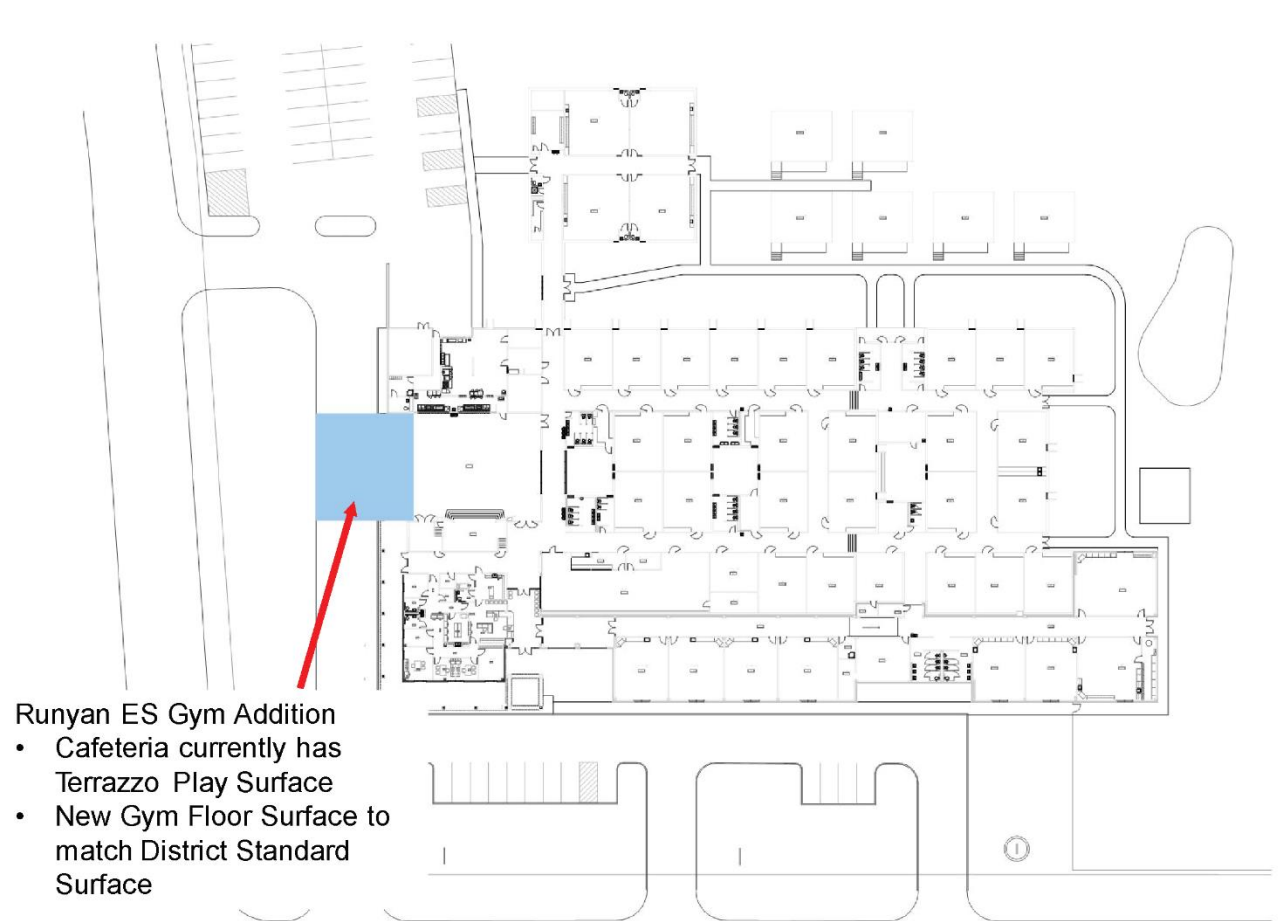 Runyan ES Gym Addition
• Cafeteria currently has
Terrazzo Play Surface
• New Gym Floor Surface to
match District Standard
Surface